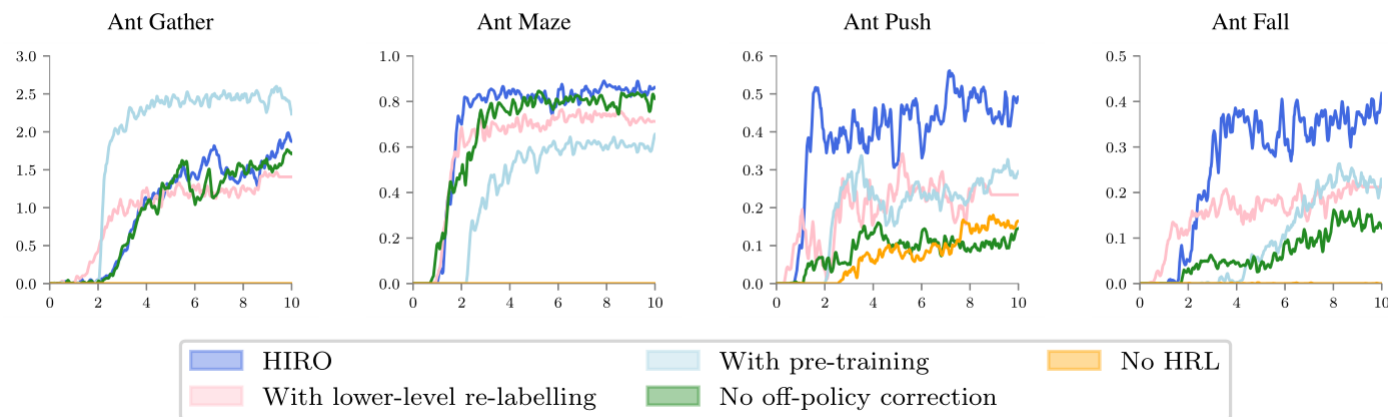 Ant Gather
Ant Maze
Ant Push
Ant Fall
3.0
2.5
2.0
1.5
1.0
0.5
0.0
0 2 4 6 8 10
1.0
0.8
0.6
0.4
0.2
0.0
0 2 4 6 8 10
0.6
0.5
0.4
0.3
0.2
0.1
0.0
0 2 4 6 8 10
0.5
0.4
0.3
0.2
0.1
0.0
0 2 4 6 8 10
HIRO
With pre-training
No HRL
With lower-level re-labelling
No off-policy correction